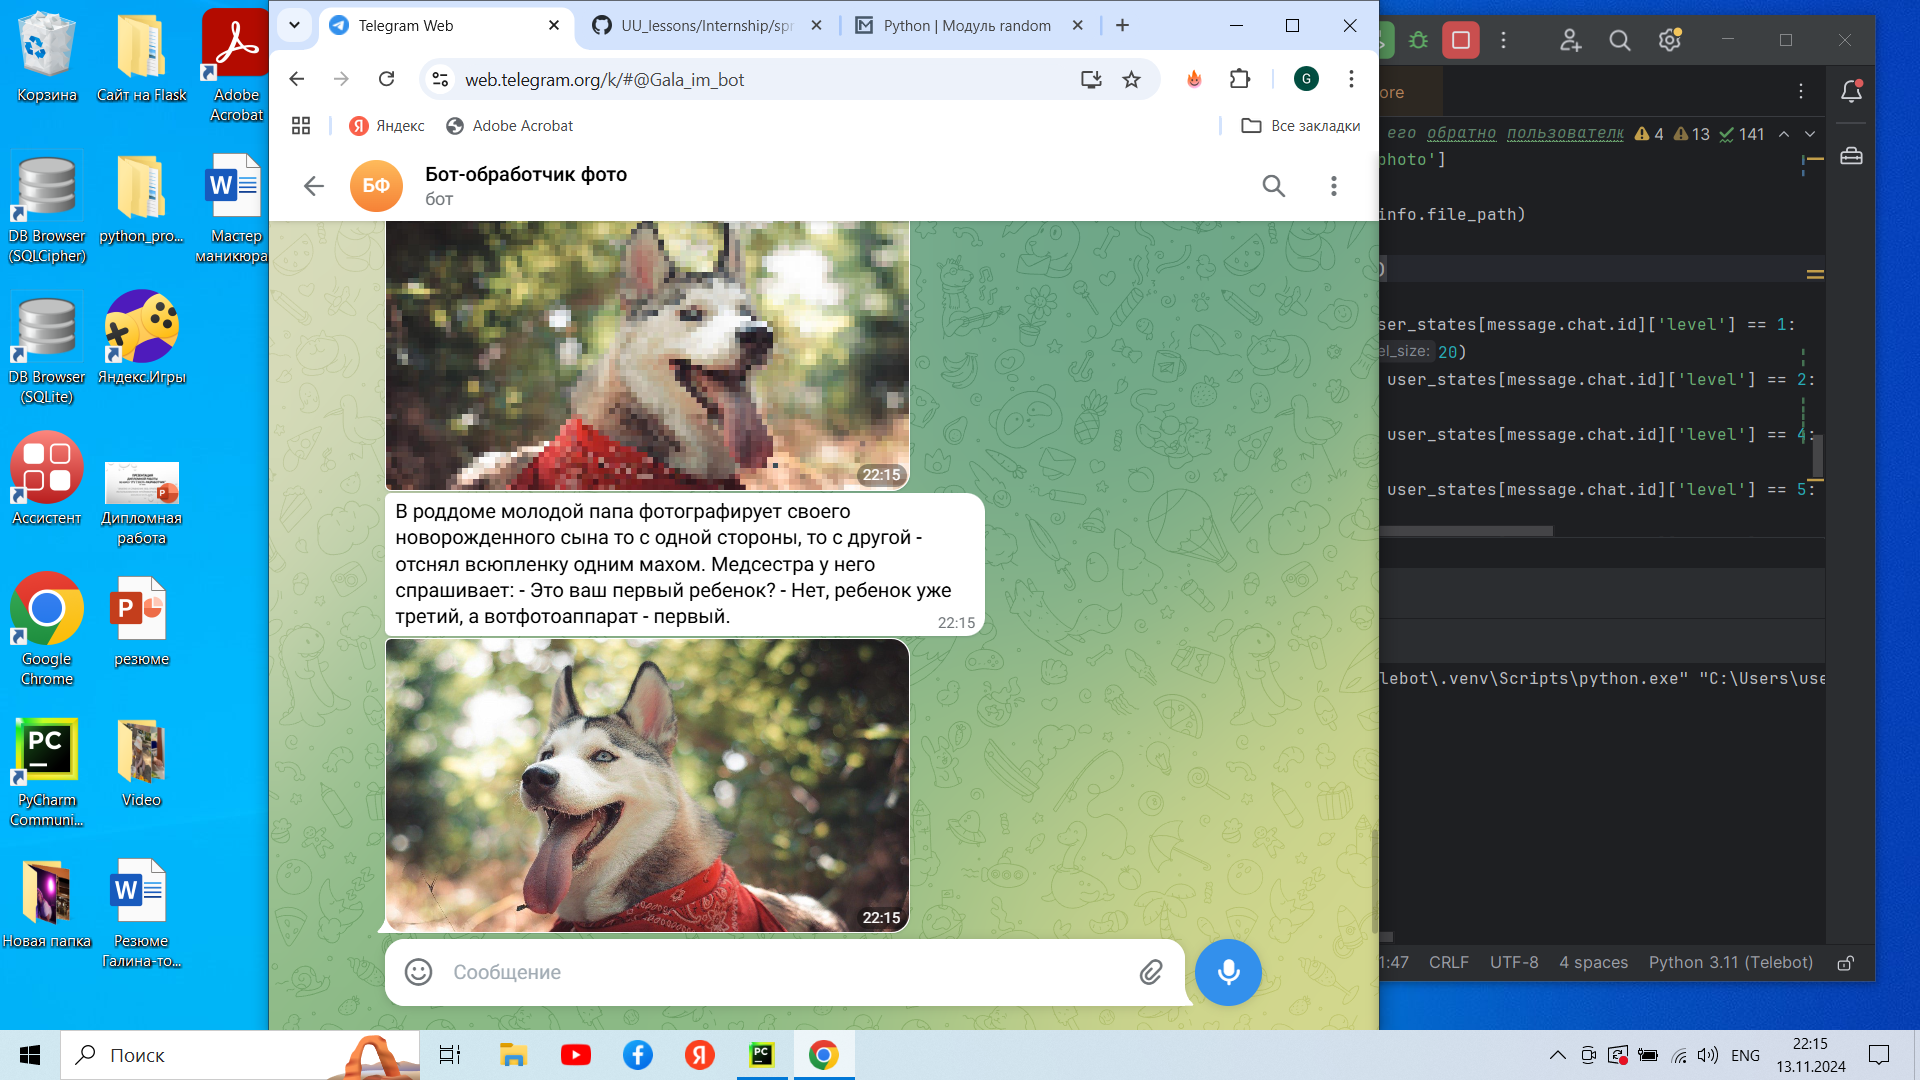 Корзина
Сайт на Flask
Adobe
Acrobat
DB Browser
(SQLCipher)
python_pro...
Мастер
маникюра
DB Browser
(SQLite)
Яндекс.Игры
Ассистент
Дипломная
работа
Google
Chrome
резюме
PyCharm
Communi...
Video
Новая папка
Резюме
Галина-то...
Telegram Web
UU_lessons/Internship/spr
Python | Модуль random
web.telegram.org/k/#@Gala_im_bot
G
Яндекс
Adobe Acrobat
Все закладки
БФ
Бот-обработчик фото
бот
22:15
В роддоме молодой папа фотографирует своего
новорожденного сына то с одной стороны, то с другой -
отснял всюпленку одним махом. Медсестра у него
спрашивает: - Это ваш первый ребенок? - Нет, ребенок уже
третий, а вотфотоаппарат - первый.
22:15
22:15
Сообщение
ore
его обратно пользователк
4
13
141
photo']
info.file_path)
)
ser_states[message.chat.id]['level'] == 1:
el_size: 20)
user_states[message.chat.id]['level'] == 2:
user_states[message.chat.id]['level'] == 4:
user_states[message.chat.id]['level'] == 5:
lebot\.venv\Scripts\python.exe" "C:\Users\use
1:47
CRLF
UTF-8
4 spaces
Python 3.11 (Telebot)
Поиск
ENG
22:15
13.11.2024